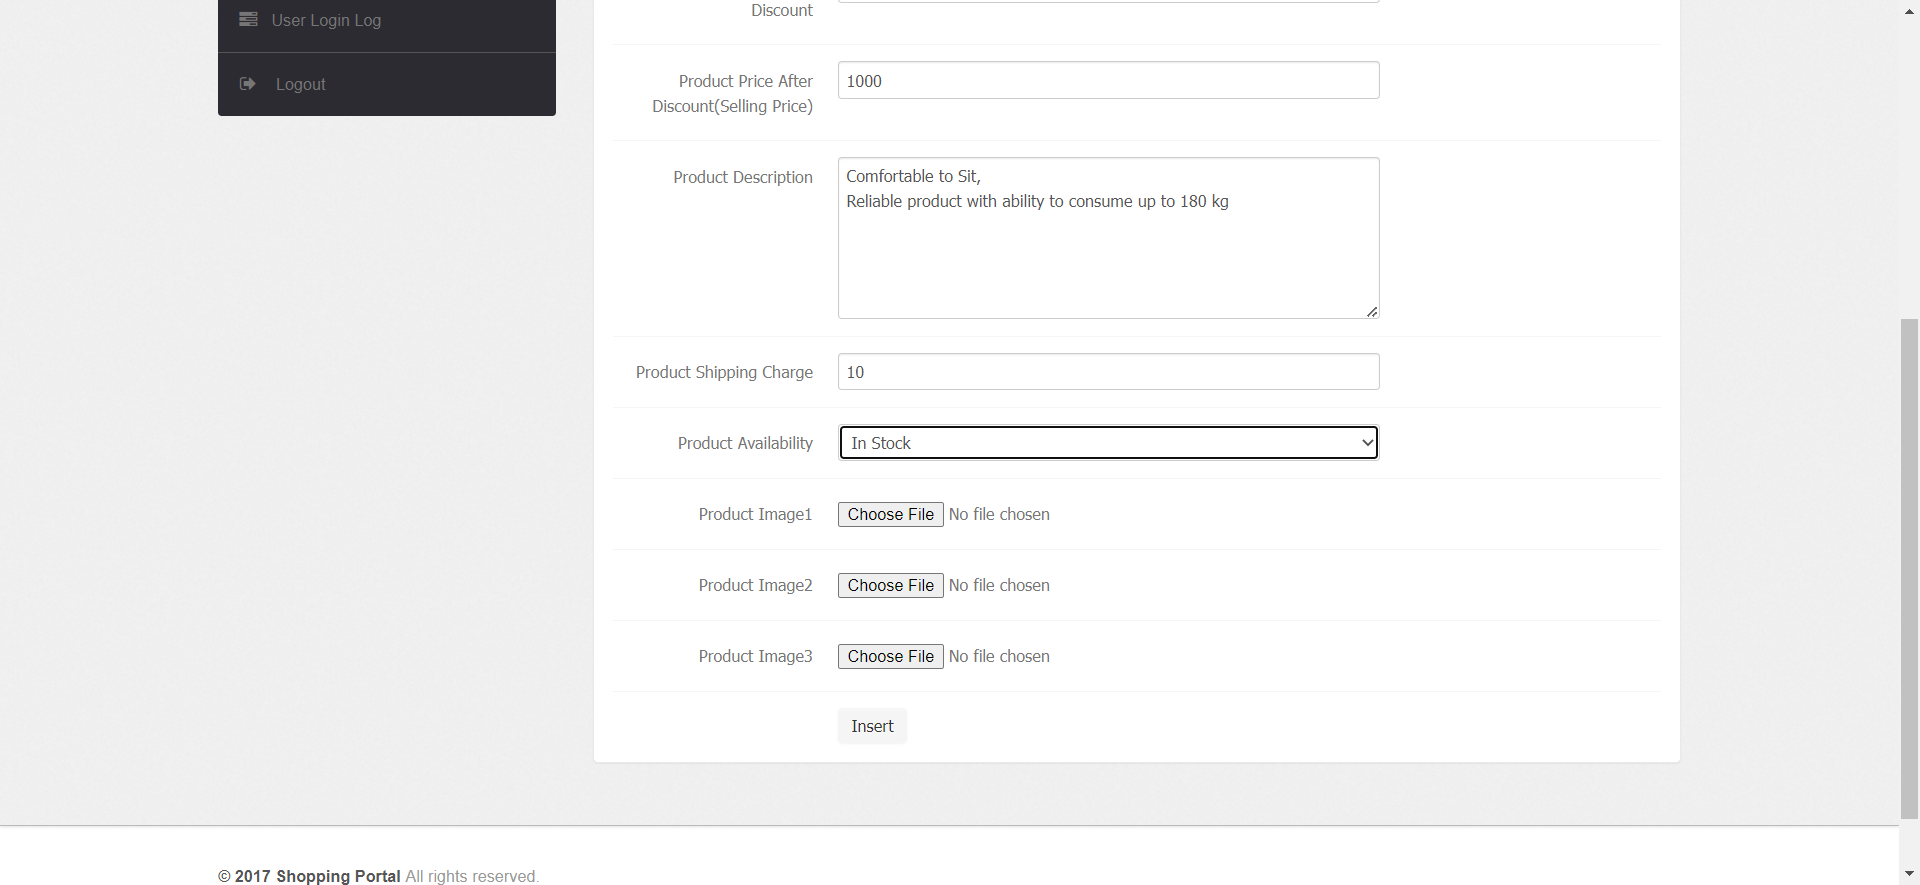 User Login Log
Logout
Discount
Product Price After
Discount(Selling Price)
1000
Product Description
Comfortable to Sit,
Reliable product with ability to consume up to 180 kg
Product Shipping Charge
10
Product Availability
In Stock
Product Image1
Choose File No file chosen
Product Image2
Choose File No file chosen
Product Image3
Choose File No file chosen
Insert
© 2017 Shopping Portal All rights reserved.